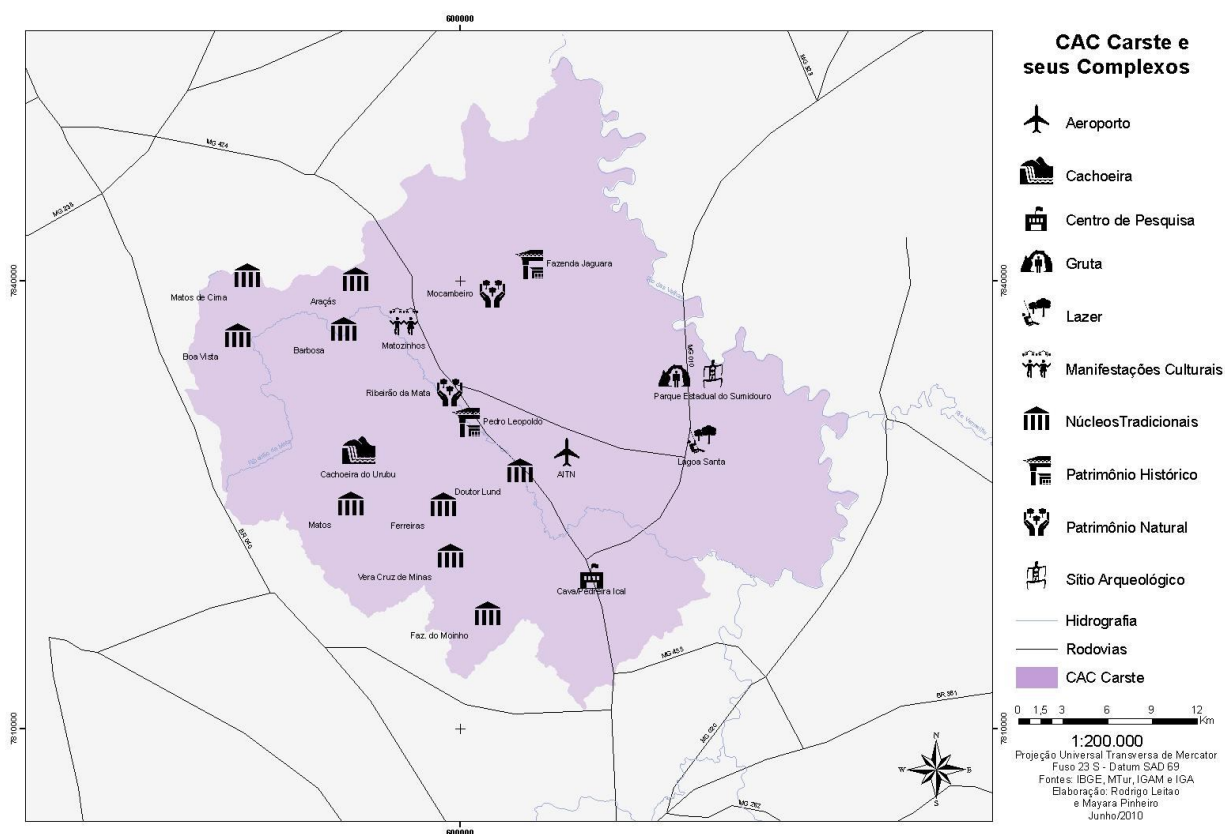 600000
MG 424
MG 238
7840000
7840000
Matos de Cima
Araçás
Mocambeiro
Fazenda Jaguara
Boa Vista
Barbosa
Matozinhos
MG 010
Ribeirão da Mata
Pedro Leopoldo
Parque Estadual do Sumidouro
Cachoeira do Urubu
Doutor Lund
AITN
Lagoa Santa
Matos
Ferreiras
Vera Cruz de Minas
Cava/Pedreira Ical
Faz. do Moinho
MG 020
MG 262
7810000
7810000
600000
CAC Carste e
seus Complexos
Aeroporto
Cachoeira
Centro de Pesquisa
Gruta
Lazer
Manifestações Culturais
NúcleosTradicionais
Patrimônio Histórico
Patrimônio Natural
Sítio Arqueológico
Hidrografia
Rodovias
CAC Carste
0 1,5 3 6 9 12
Km
1:200.000
Projeção Universal Transversa de Mercator
Fuso 23 S - Datum SAD 69
Fontes: IBGE, MTur, IGAM e IGA
Elaboração: Rodrigo Leitao
e Mayara Pinheiro
Junho/2010
N
W
S